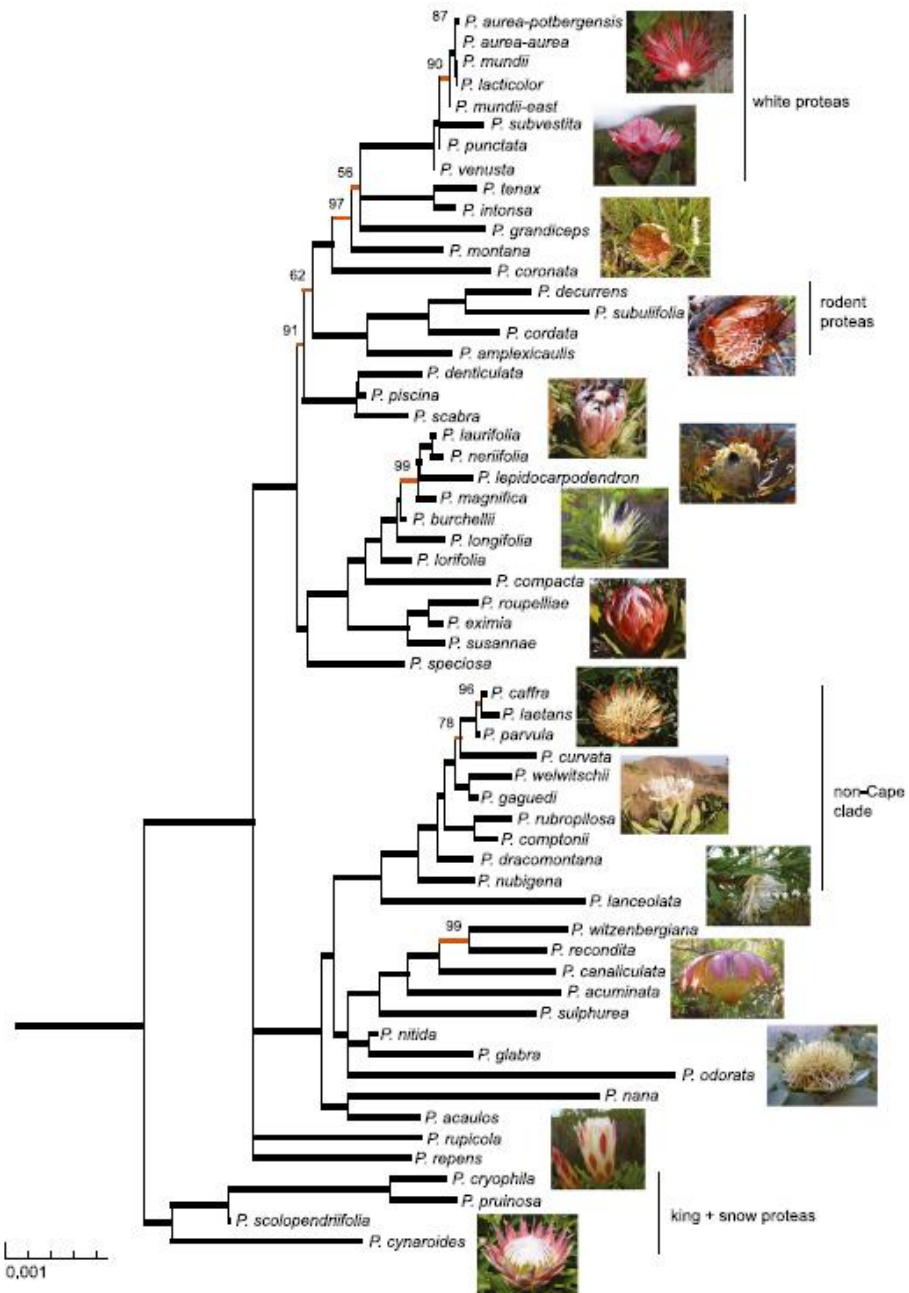 87
P. aurea-potbergensis
P. aurea-aurea
P. mundii
90
P. lacticolor
white proteas
P. mundii-east
P. subvestita
P. punctata
P. venusta
56
P. tenax
97
P. intonsa
P. grandiceps
P. montana
62
P. coronata
P. decurrens
P. subulifolia
rodent
proteas
91
P. cordata
P. amplexicaulis
P. denticulata
P. piscina
P. scabra
P. laurifolia
P. neriifolia
99
P. lepidocarpodendron
P. magnifica
P. burchellii
P. longifolia
P. lorifolia
P. compacta
P. roupelliae
P. eximia
P. susannae
P. speciosa
96
P. caffra
P. laetans
78
P. parvula
P. curvata
P. welwitschii
P. gaguedi
non-Cape
clade
P. rubropilosa
P. comptonii
P. dracomontana
P. nubigena
P. lanceolata
99
P. witzenbergiana
P. recondita
P. canaliculata
P. acuminata
P. sulphurea
P. nitida
P. glabra
P. odorata
P. nana
P. acaulos
P. rupicola
P. repens
P. cryophila
P. pruinosa
king + snow proteas
P. scolopendriifolia
P. cynaroides
0,001